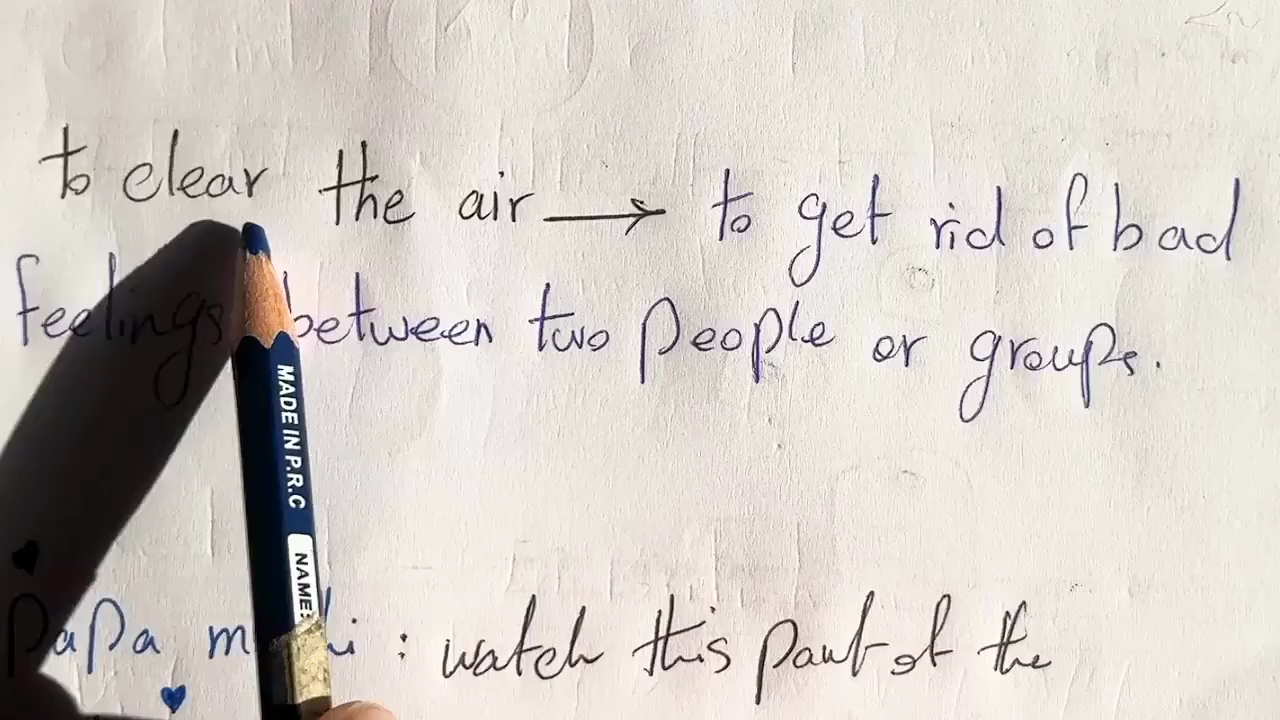 to clear the air → to get rid of bad
feelings between two people or groups.
MADE IN P.R.C
NAME:
Papa : watch this part of the